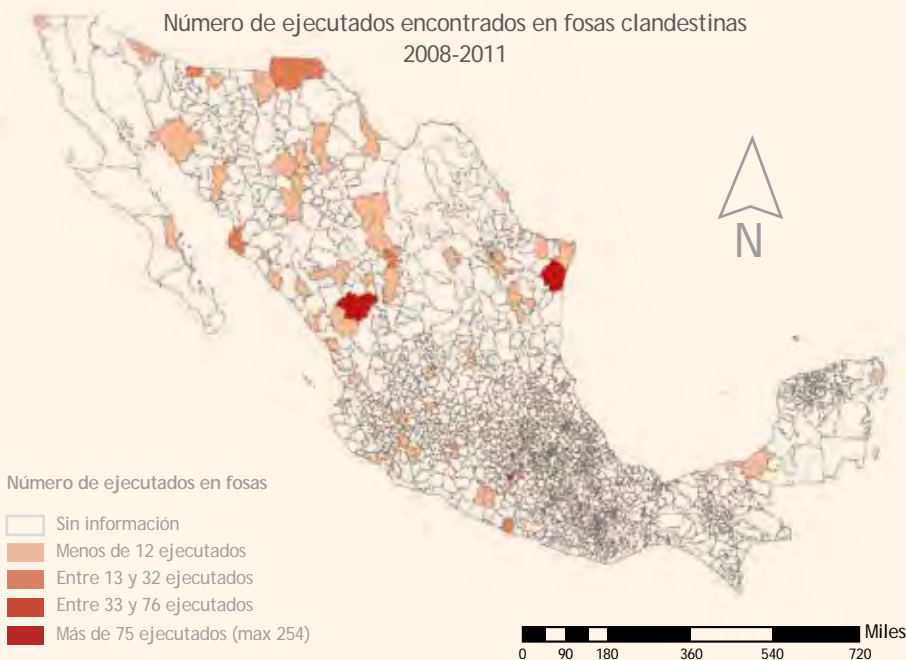 Número de ejecutados encontrados en fosas clandestinas
2008-2011
N
Número de ejecutados en fosas
Sin información
Menos de 12 ejecutados
Entre 13 y 32 ejecutados
Entre 33 y 76 ejecutados
Más de 75 ejecutados (max 254)
Miles
0 90 180 360 540 720